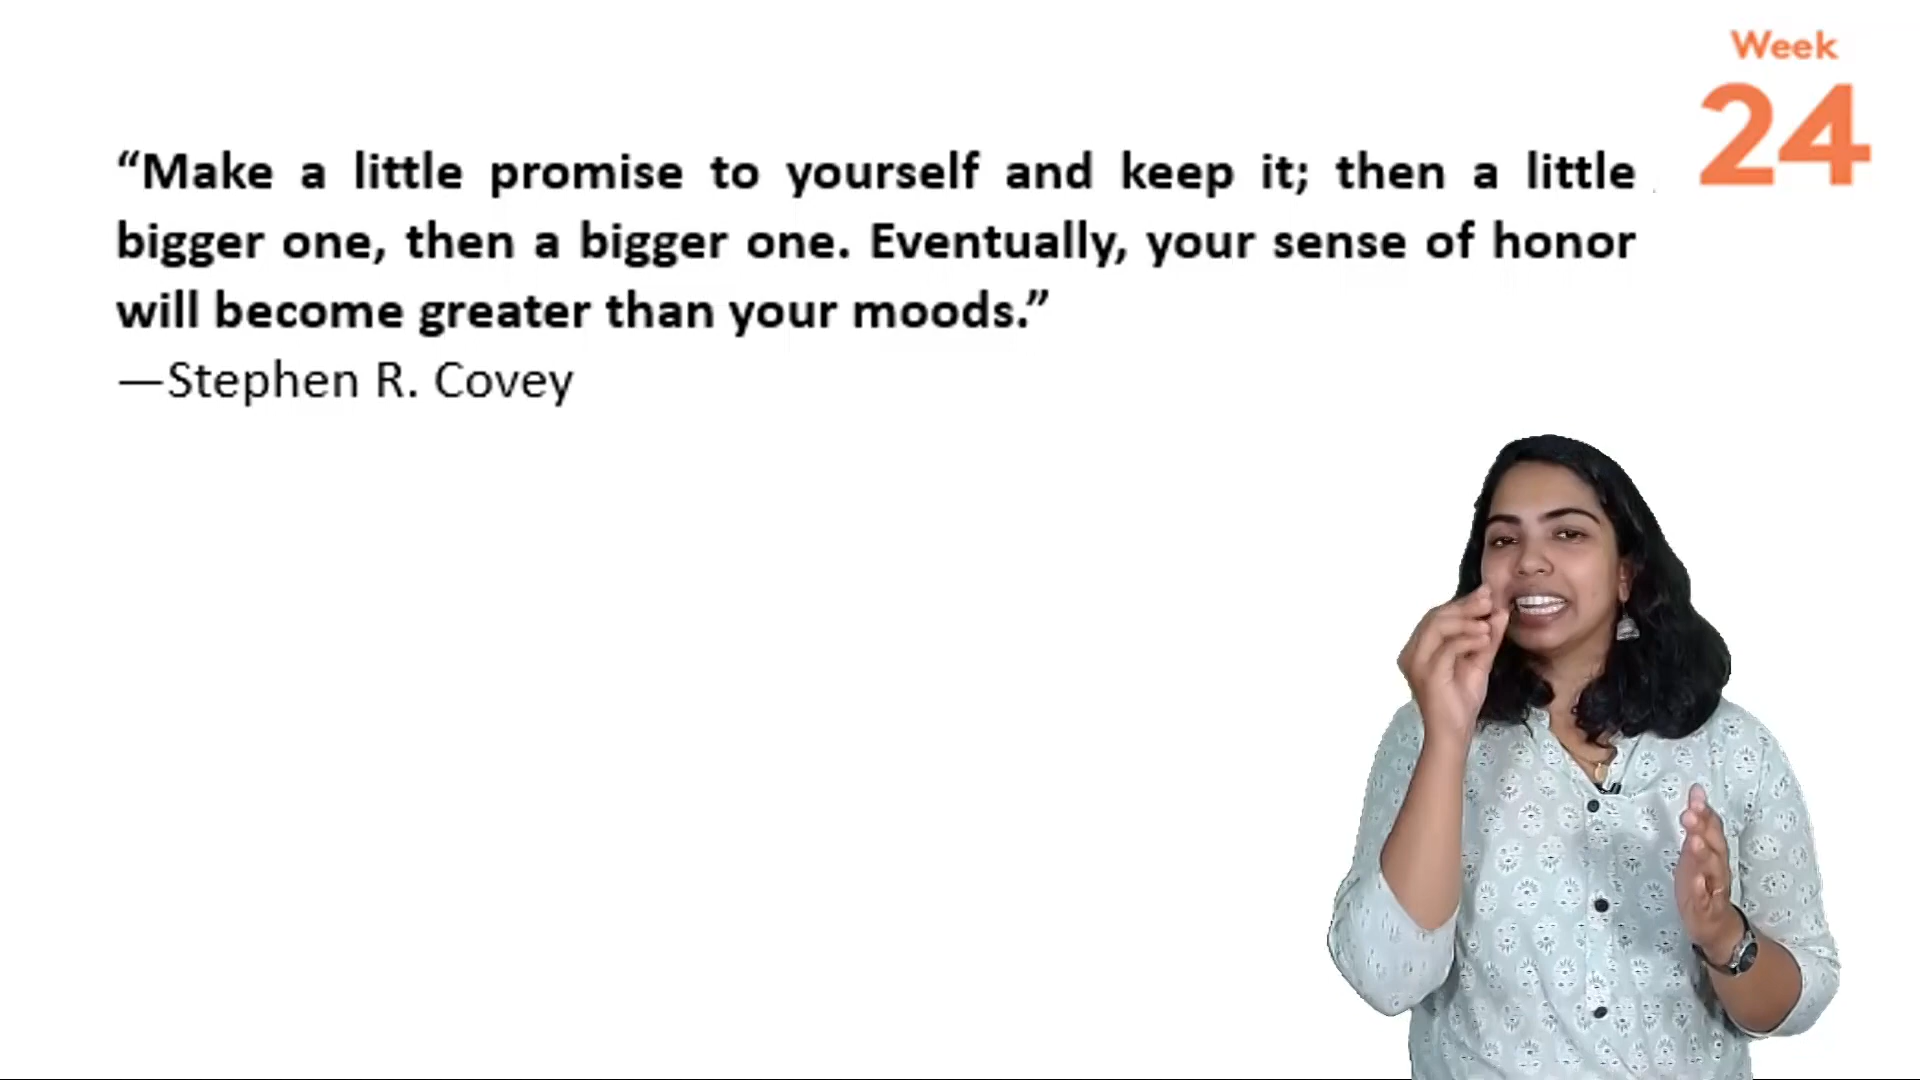 Week
24
“Make a little promise to yourself and keep it; then a little
bigger one, then a bigger one. Eventually, your sense of honor
will become greater than your moods.”
—Stephen R. Covey